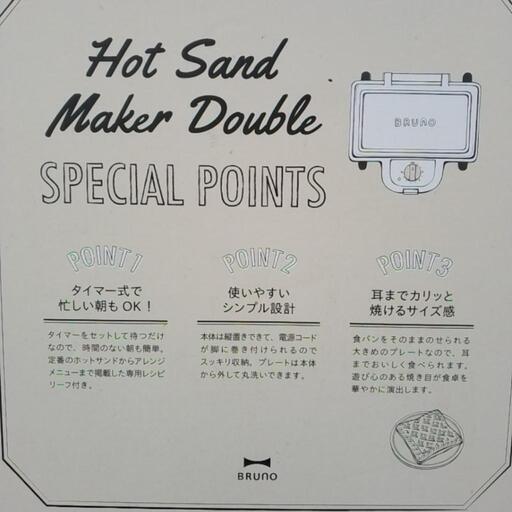 Hot Sand
Maker Double
BRUNO
SPECIAL POINTS
POINT1
タイマー式で
忙しい朝もOK!
タイマーをセットして待つだけ
なので、時間のない朝も簡単。
定番のホットサンドからアレンジ
メニューまで掲載した専用レシピ
リーフ付き。
POINT2
使いやすい
シンプル設計
本体は縦置きできて、電源コード
が脚に巻き付けられるので
スッキリ収納。プレートは本体
から外して丸洗いできます。
POINT3
耳までカリッと
焼けるサイズ感
食パンをそのままのせられる
大きめのプレートなので、耳
までおいしく食べられます。
遊び心のある焼き目が食卓を
華やかに演出します。
BRUNO